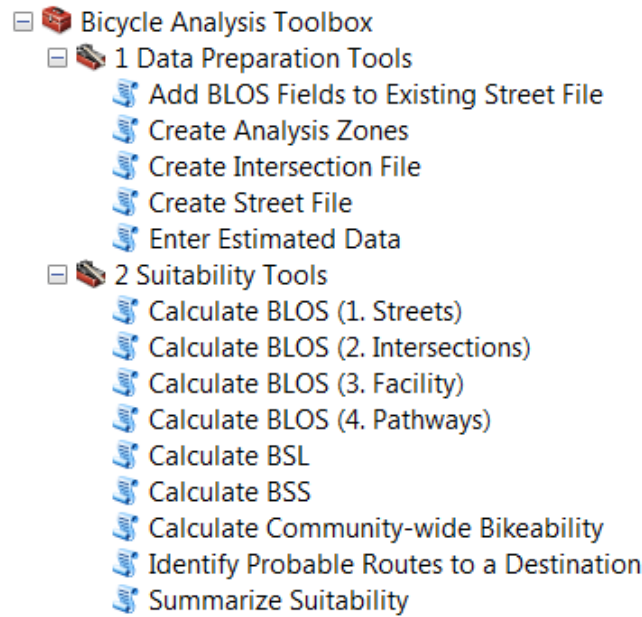 Bicycle Analysis Toolbox
1 Data Preparation Tools
Add BLOS Fields to Existing Street File
Create Analysis Zones
Create Intersection File
Create Street File
Enter Estimated Data
2 Suitability Tools
Calculate BLOS (1. Streets)
Calculate BLOS (2. Intersections)
Calculate BLOS (3. Facility)
Calculate BLOS (4. Pathways)
Calculate BSL
Calculate BSS
Calculate Community-wide Bikeability
Identify Probable Routes to a Destination
Summarize Suitability